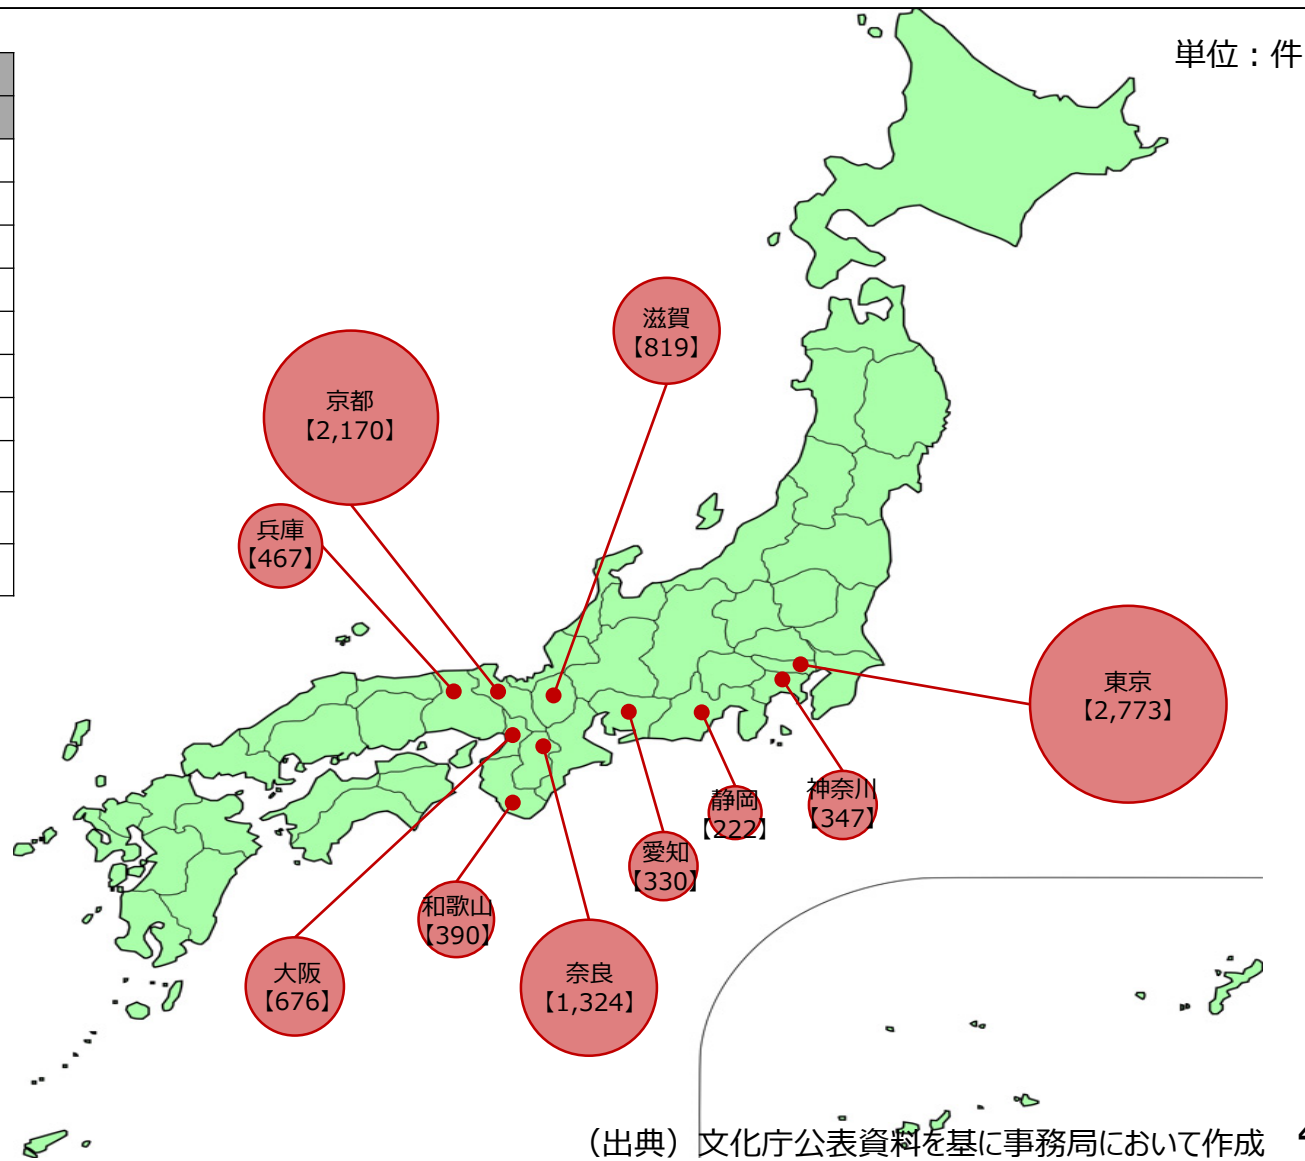 単位：件
滋賀
【819】
京都
【2,170】
兵庫
【467】
東京
【2,773】
神奈川
【347】
静岡
【222】
愛知
【330】
和歌山
【390】
大阪
【676】
奈良
【1,324】
（出典）文化庁公表資料を基に事務局において作成